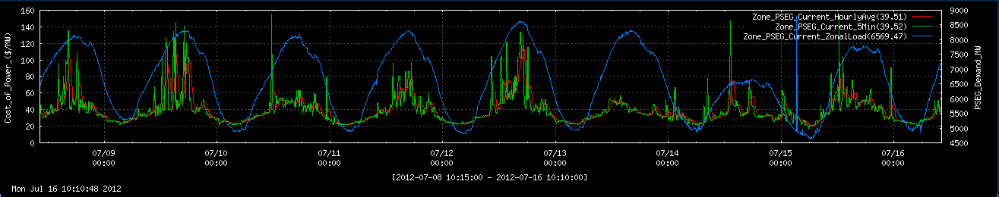 160
140
120
100
80
60
40
20
0
Cost_of_Power_($/MW)
Zone_PSEG_Current_HourlyAvg(39.51)
Zone_PSEG_Current_5Min(39.52)
Zone_PSEG_Current_ZonalLoad(6569.47)
9000
8500
8000
7500
7000
6500
6000
5500
5000
4500
PSEG_Demand_MW
07/09 07/10 07/11 07/12 07/13 07/14 07/15 07/16
00:00 00:00 00:00 00:00 00:00 00:00 00:00 00:00
[2012-07-08 10:15:00 - 2012-07-16 10:10:00]
Mon Jul 16 10:10:48 2012